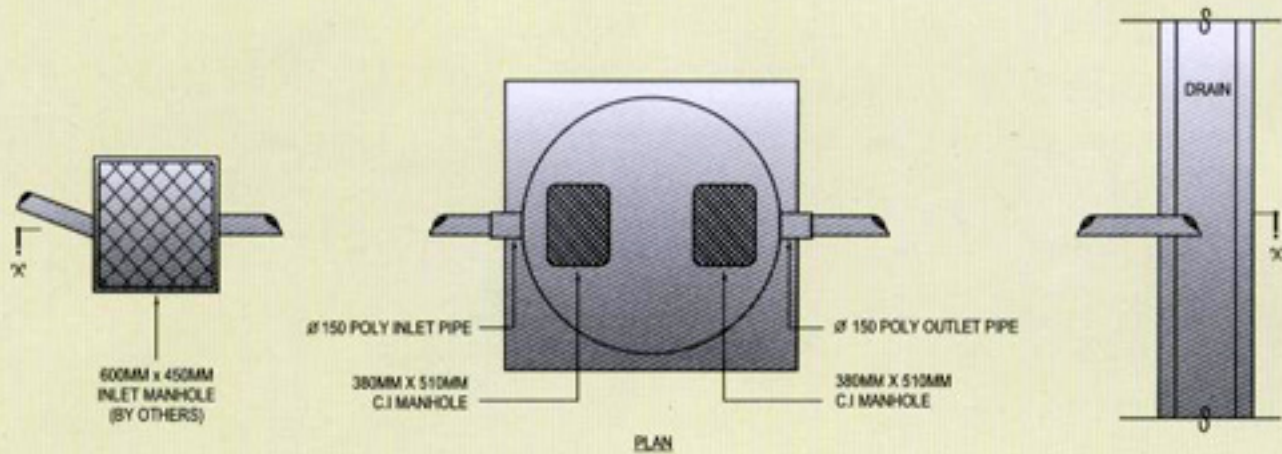 DRAIN
'X'
'X'
Ø 150 POLY INLET PIPE
Ø 150 POLY OUTLET PIPE
600MM x 450MM
INLET MANHOLE
(BY OTHERS)
380MM X 510MM
C.I MANHOLE
380MM X 510MM
C.I MANHOLE
PLAN